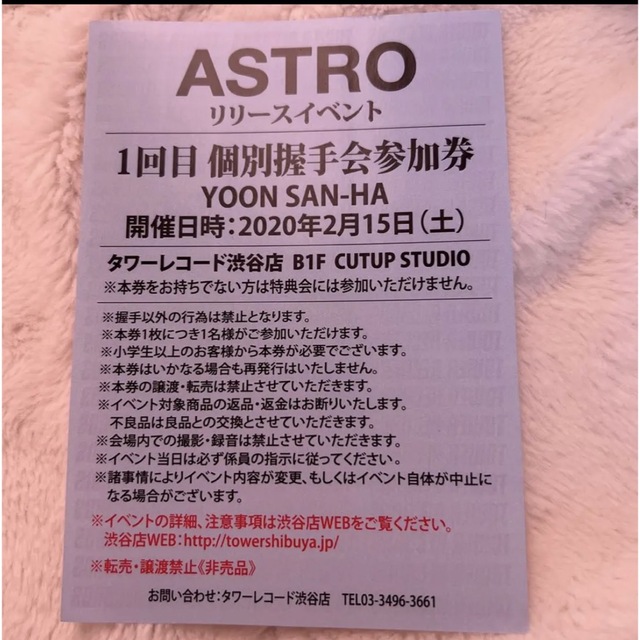 ASTRO
リリースイベント
1回目 個別握手会参加券
YOON SAN-HA
開催日時:2020年2月15日(土)
タワーレコード渋谷店 B1F CUTUP STUDIO
※本券をお持ちでない方は特典会には参加いただけません。
※握手以外の行為は禁止となります。
※本券1枚につき1名様がご参加いただけます。
※小学生以上のお客様から本券が必要でございます。
※本券はいかなる場合も再発行はいたしません。
※本券の譲渡・転売は禁止させていただきます。
※イベント対象商品の返品・返金はお断りいたします。
不良品は良品との交換とさせていただきます。
※会場内での撮影・録音は禁止させていただきます。
※イベント当日は必ず係員の指示に従ってください。
※諸事情によりイベント内容が変更、もしくはイベント自体が中止に
なる場合がございます。
※イベントの詳細、注意事項は渋谷店WEBをご覧ください。
渋谷店WEB:http://towershibuya.jp/
※転売・譲渡禁止《非売品》
お問い合わせ:タワーレコード渋谷店 TEL03-3496-3661